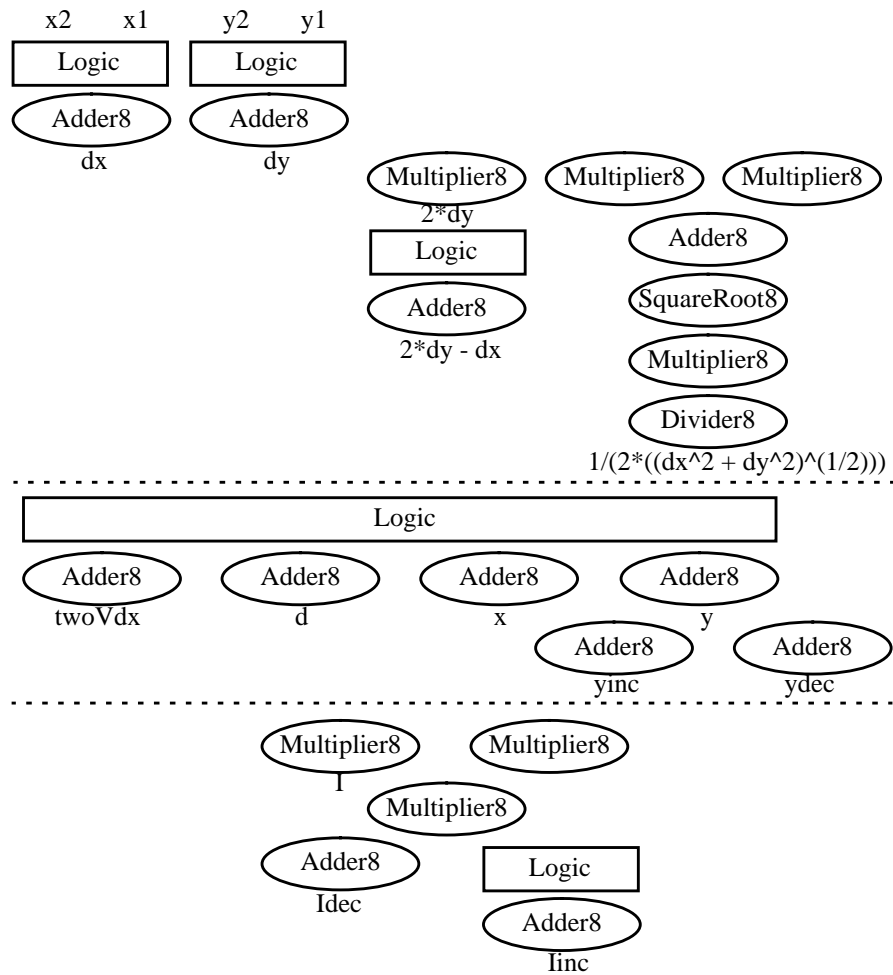 x2 x1 y2 y1
Logic Logic
Adder8 Adder8
dx dy
Multiplier8 Multiplier8 Multiplier8
2*dy
Adder8
Logic
SquareRoot8
Adder8
2*dy - dx
Multiplier8
Divider8
1/(2*((dx^2 + dy^2)^(1/2)))
Logic
Adder8 Adder8 Adder8 Adder8
twoVdx d x y
Adder8 Adder8
yinc ydec
Multiplier8 Multiplier8
I
Multiplier8
Adder8 Logic
Idec
Adder8
Iinc